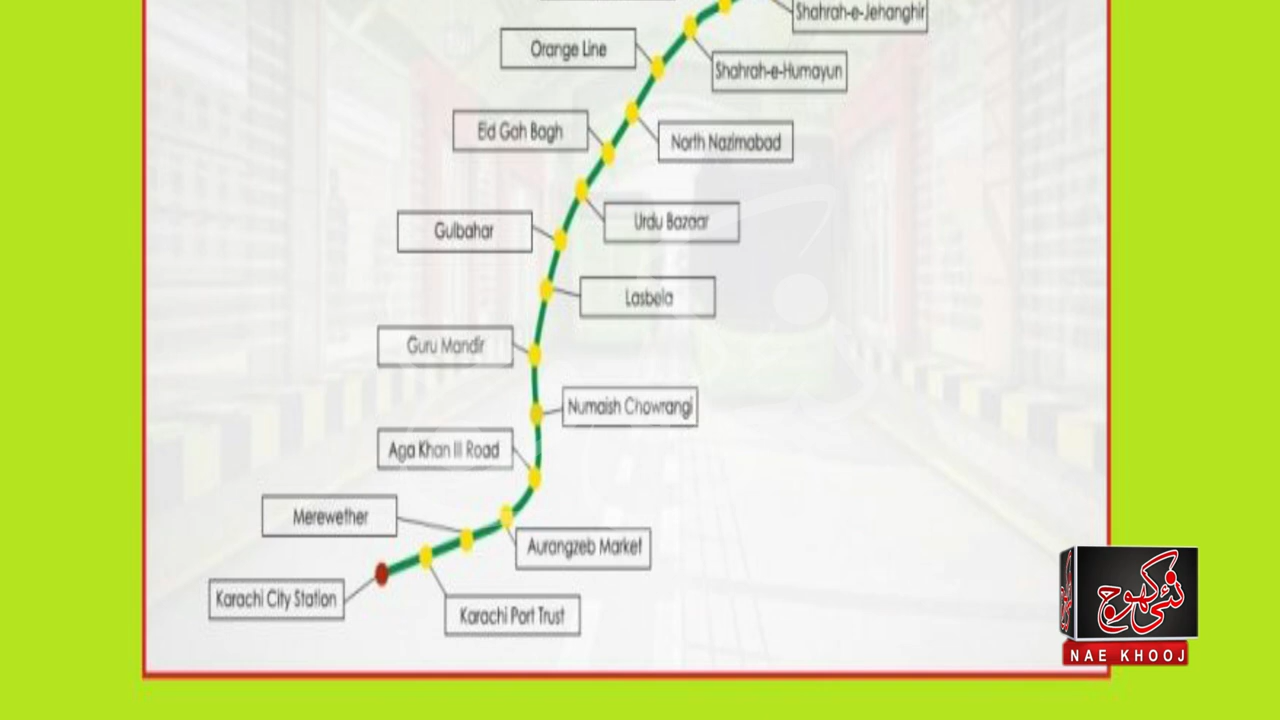 Shahrah-e-Jehanghir
Orange Line
Shahrah-e-Humayun
Eid Gah Bagh
North Nazimabad
Urdu Bazaar
Gulbahar
Lasbela
Guru Mandir
Numaish Chowrangi
Aga Khan III Road
Merewether
Aurangzeb Market
Karachi City Station
Karachi Port Trust
نئی کھوج
NAE KHOOJ